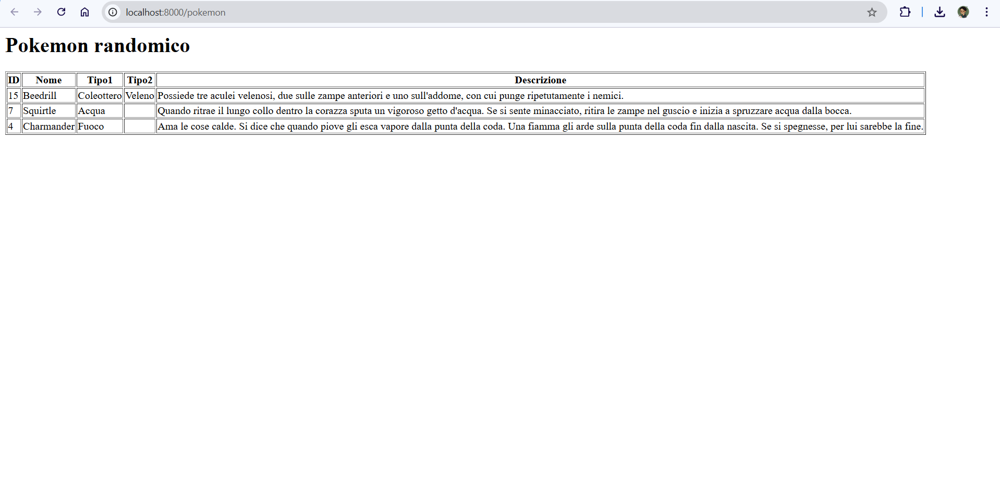 localhost:8000/pokemon
Pokemon randomico
ID Nome Tipo1 Tipo2 Descrizione
15 Beedrill Coleottero Veleno Possiede tre aculei velenosi, due sulle zampe anteriori e uno sull'addome, con cui punge ripetutamente i nemici.
7 Squirtle Acqua Quando ritrae il lungo collo dentro la corazza sputa un vigoroso getto d'acqua. Se si sente minacciato, ritira le zampe nel guscio e inizia a spruzzare acqua dalla bocca.
4 Charmander Fuoco Ama le cose calde. Si dice che quando piove gli esca vapore dalla punta della coda. Una fiamma gli arde sulla punta della coda fin dalla nascita. Se si spegnesse, per lui sarebbe la fine.